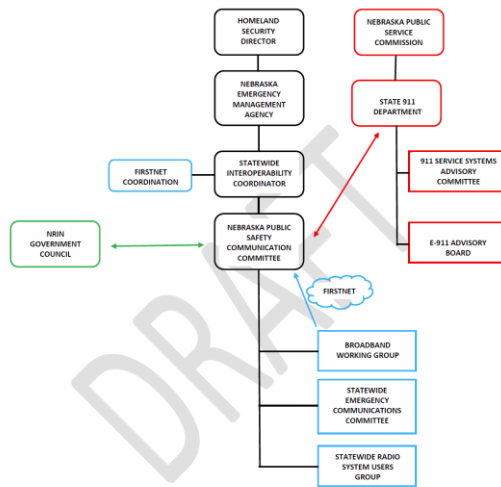 HOMELAND
SECURITY
DIRECTOR
NEBRASKA PUBLIC
SERVICE
COMMISSION
NEBRASKA
EMERGENCY
MANAGEMENT
AGENCY
STATE 911
DEPARTMENT
FIRSTNET
COORDINATION
STATEWIDE
INTEROPERABILITY
COORDINATOR
911 SERVICE SYSTEMS
ADVISORY
COMMITTEE
NRIN
GOVERNMENT
COUNCIL
NEBRASKA PUBLIC
SAFETY
COMMUNICATION
COMMITTEE
E-911 ADVISORY
BOARD
FIRSTNET
BROADBAND
WORKING GROUP
STATEWIDE
EMERGENCY
COMMUNICATIONS
COMMITTEE
STATEWIDE RADIO
SYSTEM USERS
GROUP
DRAFT